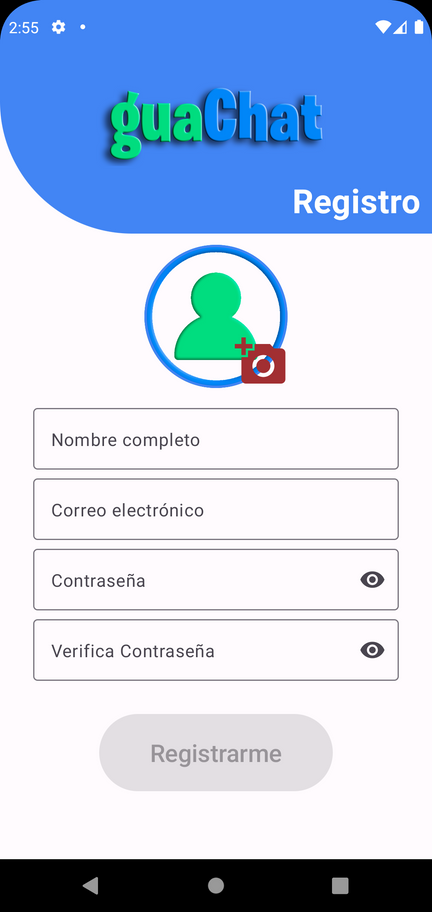 2:55
guaChat
Registro
Nombre completo
Correo electrónico
Contraseña
Verifica Contraseña
Registrarme